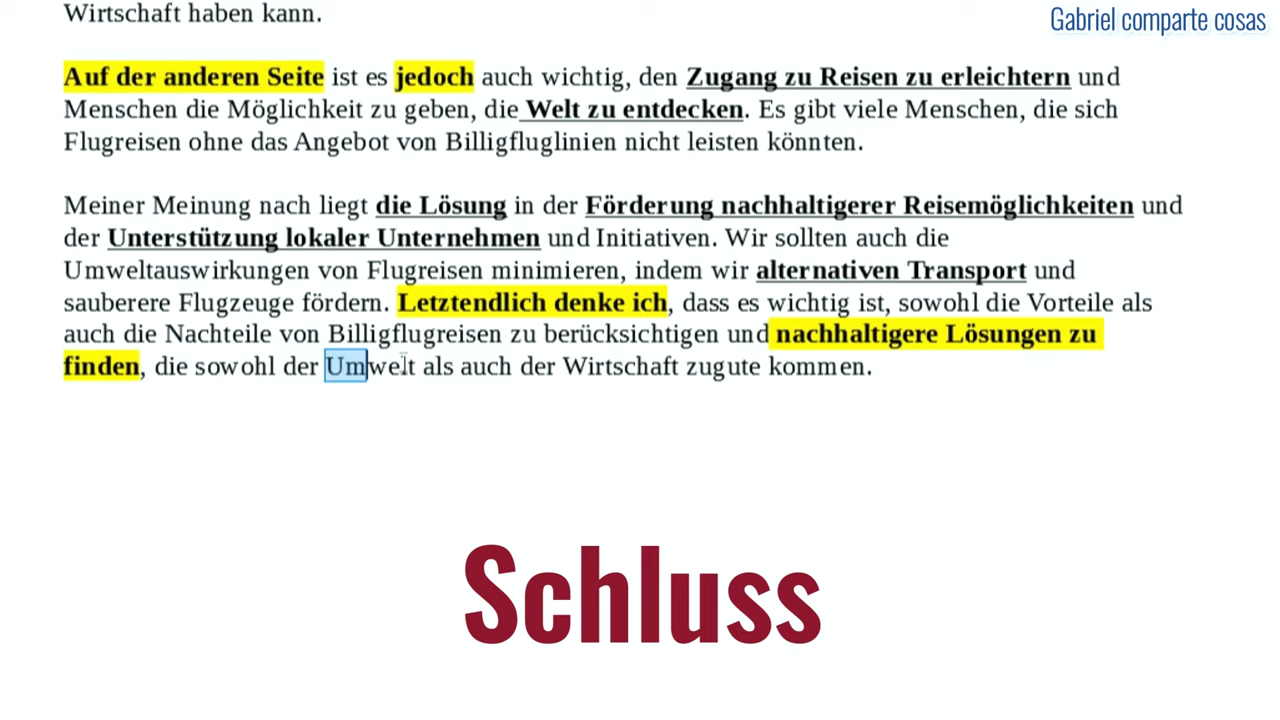 Wirtschaft haben kann.
Gabriel comparte cosas
Auf der anderen Seite ist es jedoch auch wichtig, den Zugang zu Reisen zu erleichtern und
Menschen die Möglichkeit zu geben, die Welt zu entdecken. Es gibt viele Menschen, die sich
Flugreisen ohne das Angebot von Billigfluglinien nicht leisten könnten.
Meiner Meinung nach liegt die Lösung in der Förderung nachhaltigerer Reisemöglichkeiten und
der Unterstützung lokaler Unternehmen und Initiativen. Wir sollten auch die
Umweltauswirkungen von Flugreisen minimieren, indem wir alternativen Transport und
sauberere Flugzeuge fördern. Letztendlich denke ich, dass es wichtig ist, sowohl die Vorteile als
auch die Nachteile von Billigflugreisen zu berücksichtigen und nachhaltigere Lösungen zu
finden, die sowohl der Umwelt als auch der Wirtschaft zugute kommen.
Schluss